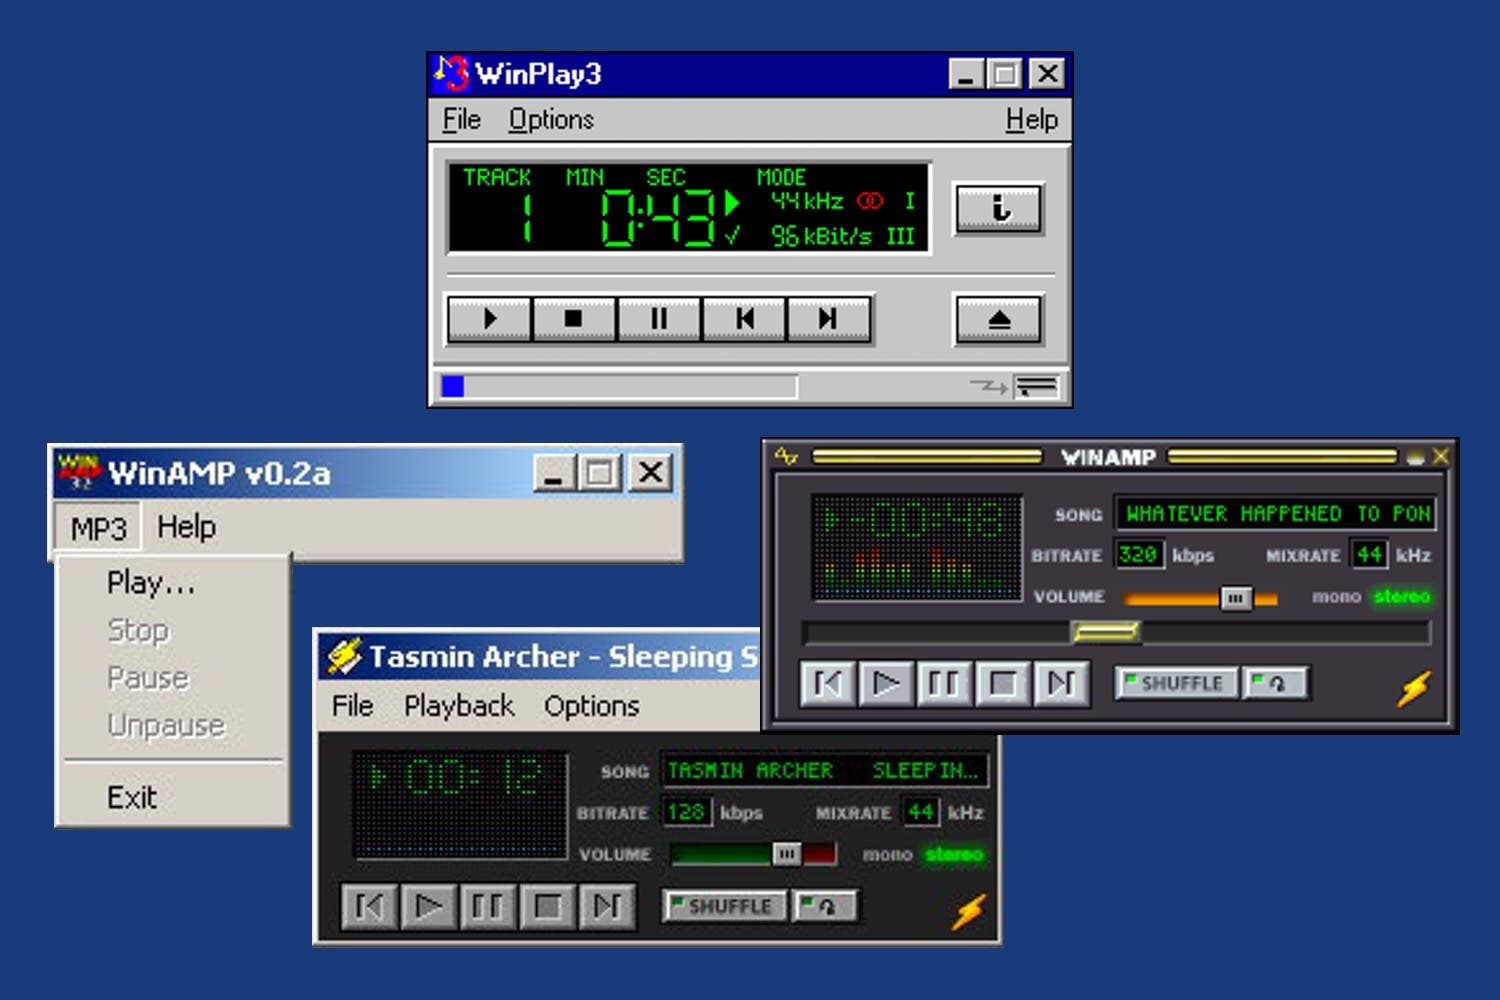 WinPlay3
File Options Help
TRACK MIN SEC MODE
1 0:43 44 kHz I
96 kBit/s III
WinAMP v0.2a
MP3 Help
Play...
Stop
Pause
Unpause
Exit
Tasmin Archer - Sleeping S
File Playback Options
00:12
SONG TASMIN ARCHER SLEEPIN...
BITRATE 128 kbps MIXRATE 44 kHz
VOLUME mono stereo
SHUFFLE
WINAMP
-00:48
SONG WHATEVER HAPPENED TO PON
BITRATE 320 kbps MIXRATE 44 kHz
VOLUME mono stereo
SHUFFLE